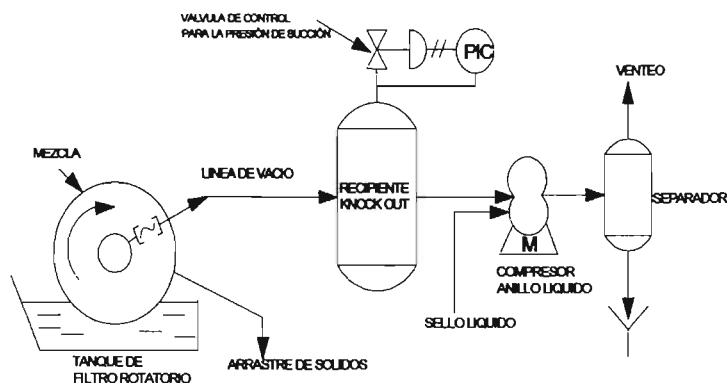 VALVULA DE CONTROL
PARA LA PRESIÓN DE SUCCIÓN
PIC
VENTEO
MEZCLA
LINEA DE VACIO
RECIPIENTE
KNOCK OUT
SEPARADOR
M
COMPRESOR
ANILLO LIQUIDO
SELLO LIQUIDO
TANQUE DE
FILTRO ROTATORIO
ARRASTRE DE SOLIDOS